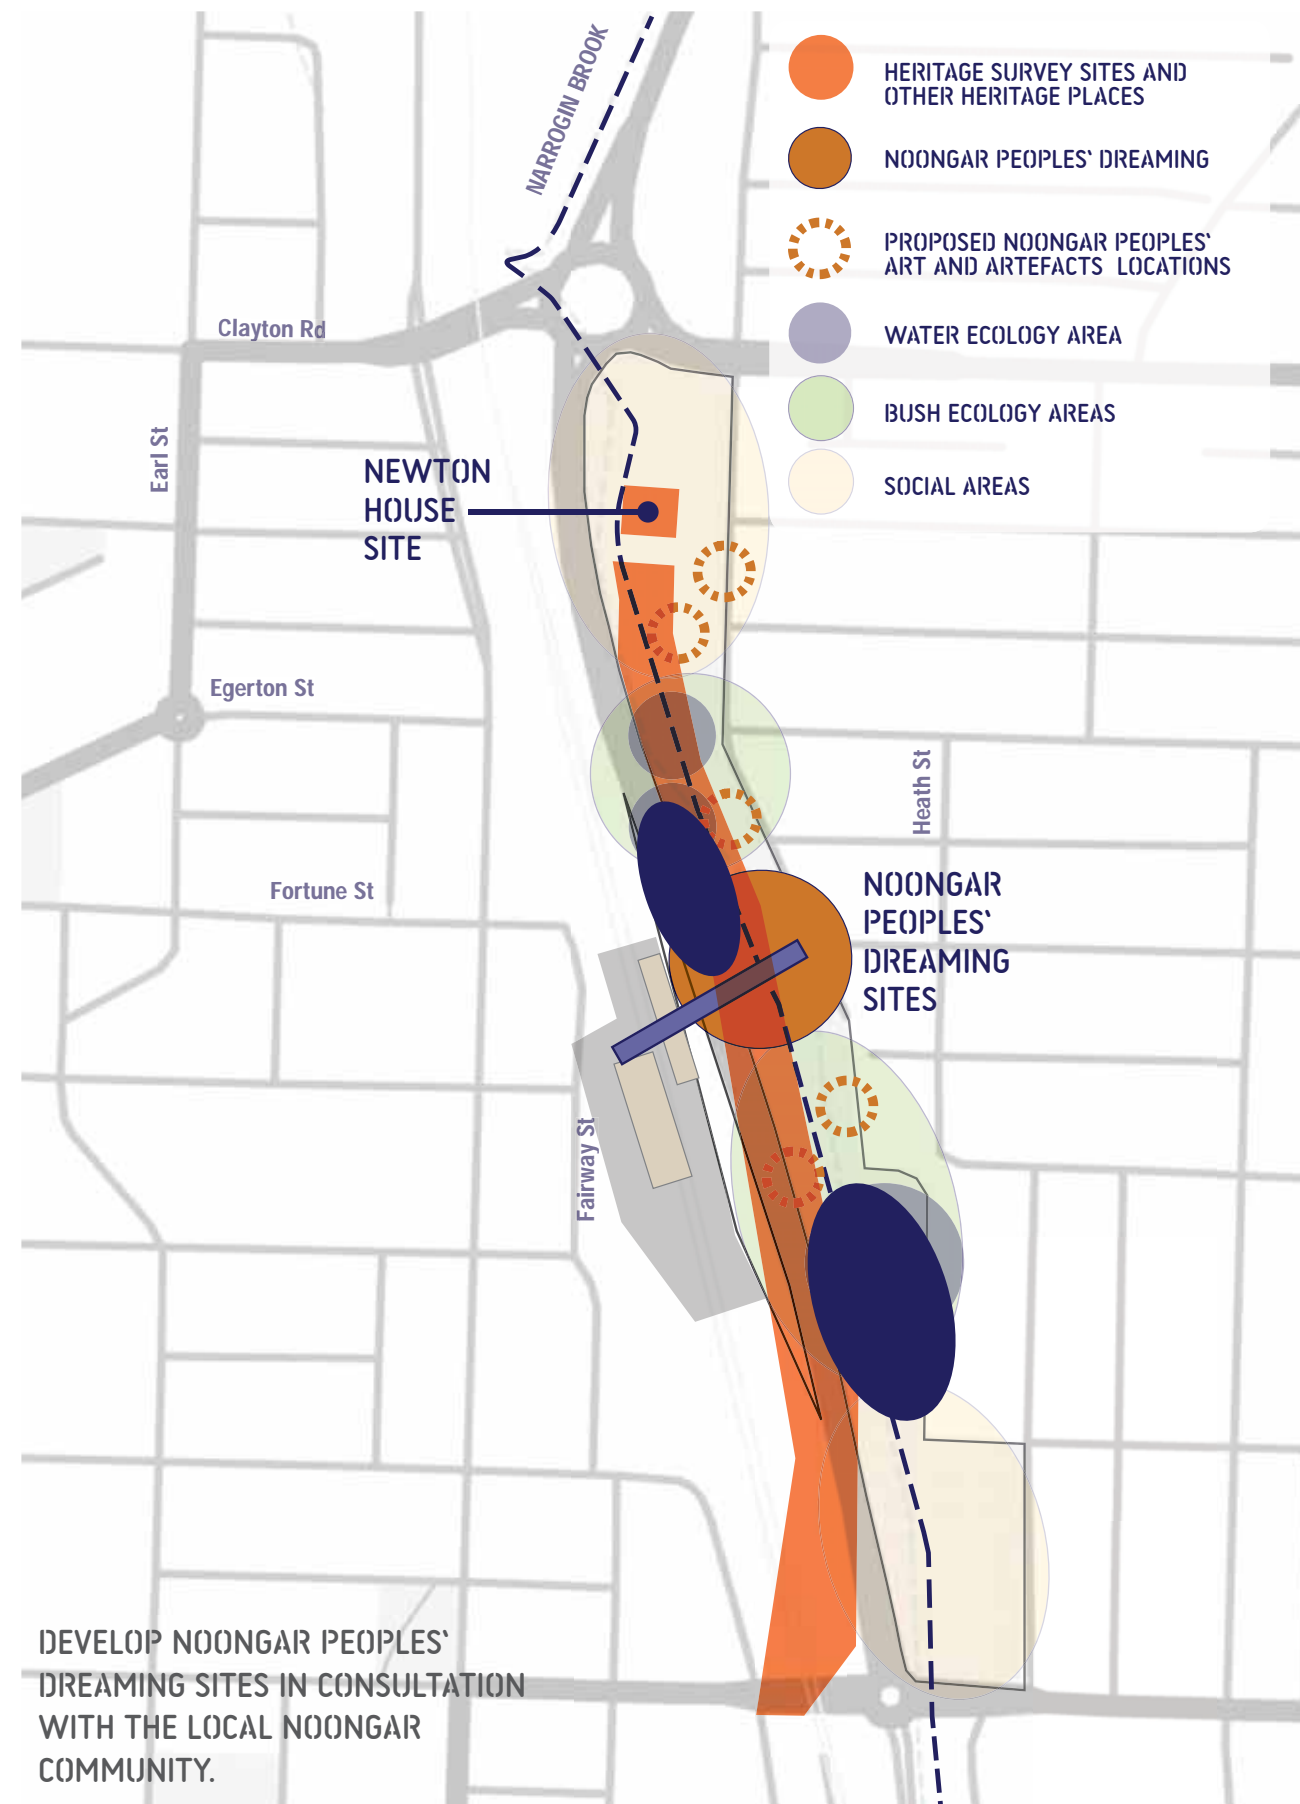 NARROGIN BROOK
HERITAGE SURVEY SITES AND
OTHER HERITAGE PLACES
NOONGAR PEOPLES' DREAMING
PROPOSED NOONGAR PEOPLES'
ART AND ARTEFACTS LOCATIONS
WATER ECOLOGY AREA
BUSH ECOLOGY AREAS
SOCIAL AREAS
Clayton Rd
Earl St
NEWTON
HOUSE
SITE
Egerton St
Heath St
Fortune St
NOONGAR
PEOPLES'
DREAMING
SITES
Fairway St
DEVELOP NOONGAR PEOPLES'
DREAMING SITES IN CONSULTATION
WITH THE LOCAL NOONGAR
COMMUNITY.